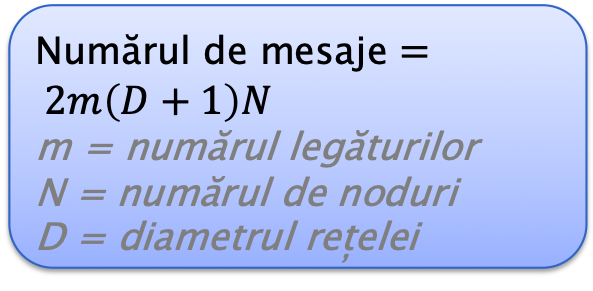 Numărul de mesaje =
2m(D + 1)N
m = numărul legăturilor
N = numărul de noduri
D = diametrul rețelei